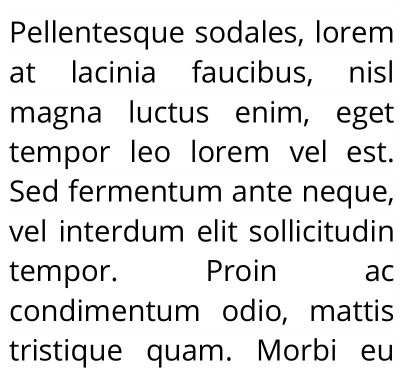 Pellentesque sodales, lorem
at lacinia faucibus, nisl
magna luctus enim, eget
tempor leo lorem vel est.
Sed fermentum ante neque,
vel interdum elit sollicitudin
tempor. Proin ac
condimentum odio, mattis
tristique quam. Morbi eu